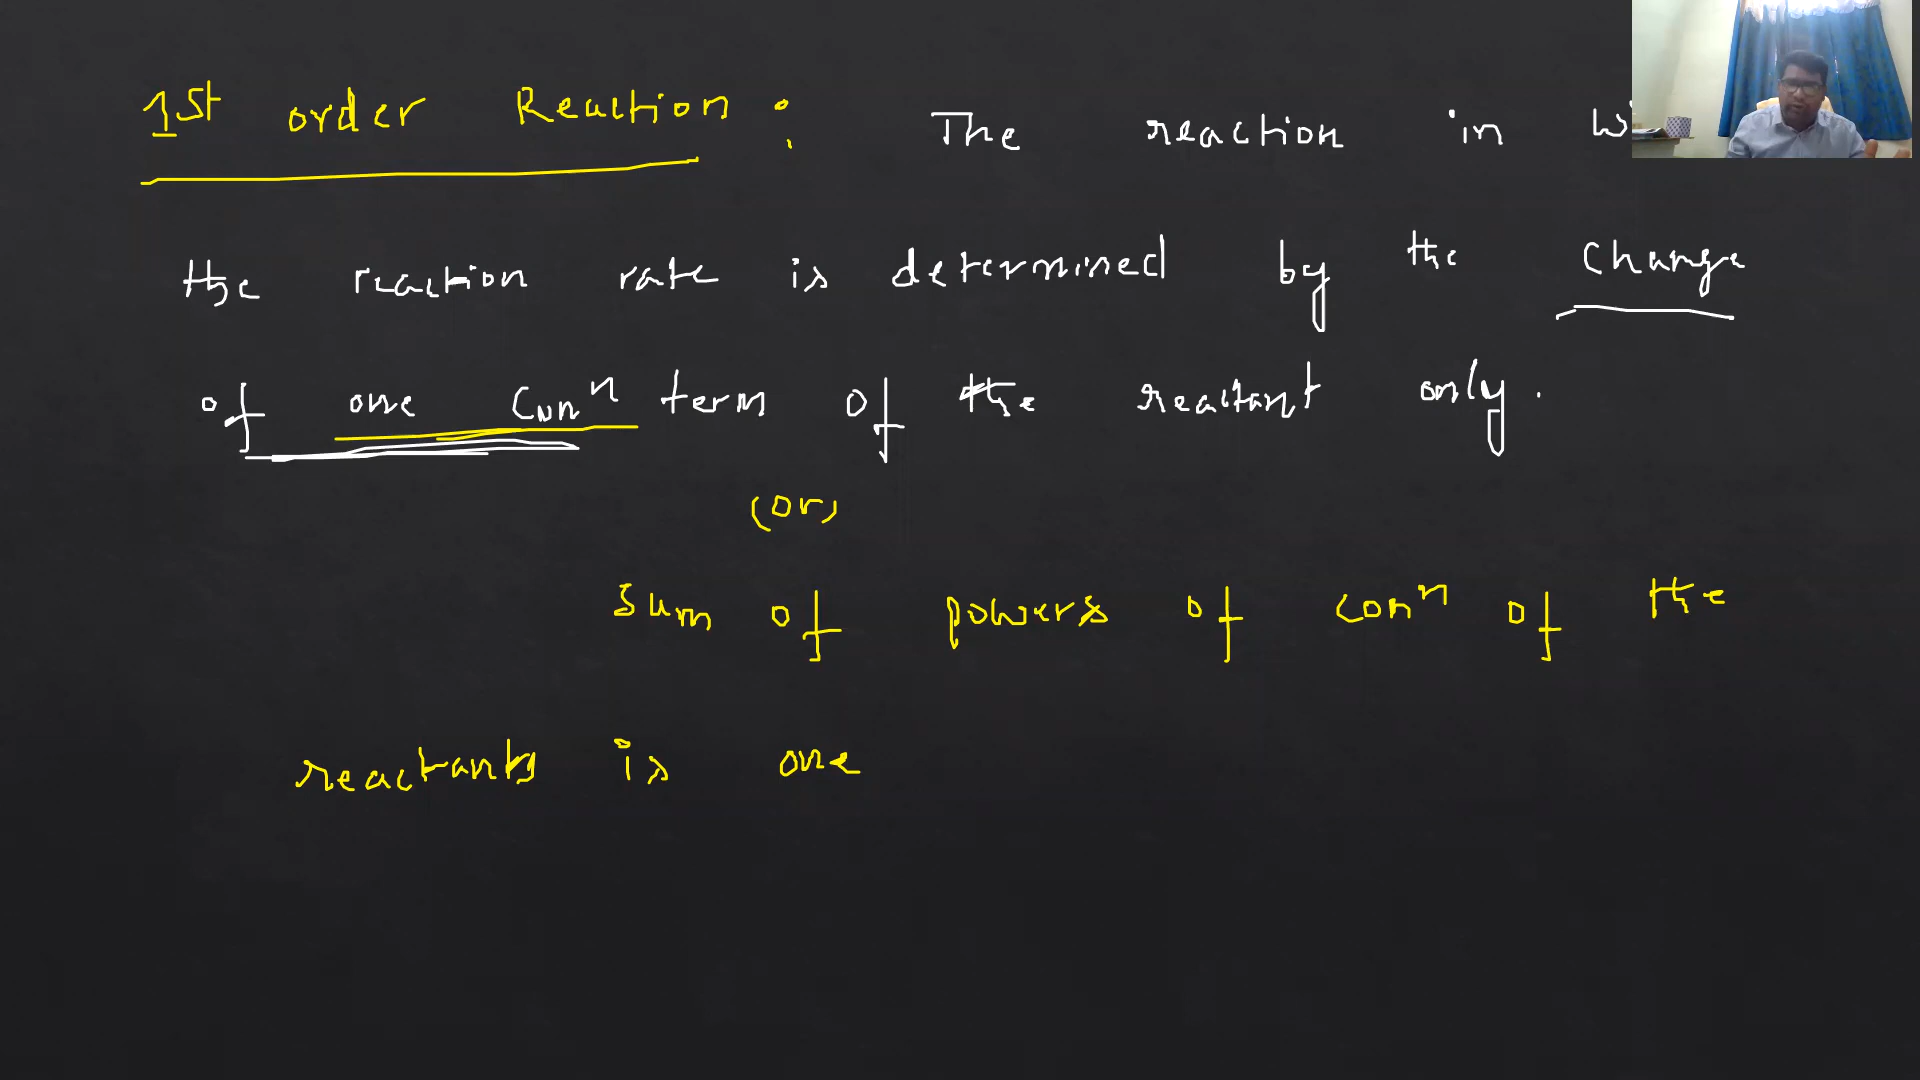 1st order Reaction : The reaction in
the reaction rate is determined by the change
of one Conⁿ term of the reactant only.
(or)
Sum of powers of conⁿ of the
reactants is one